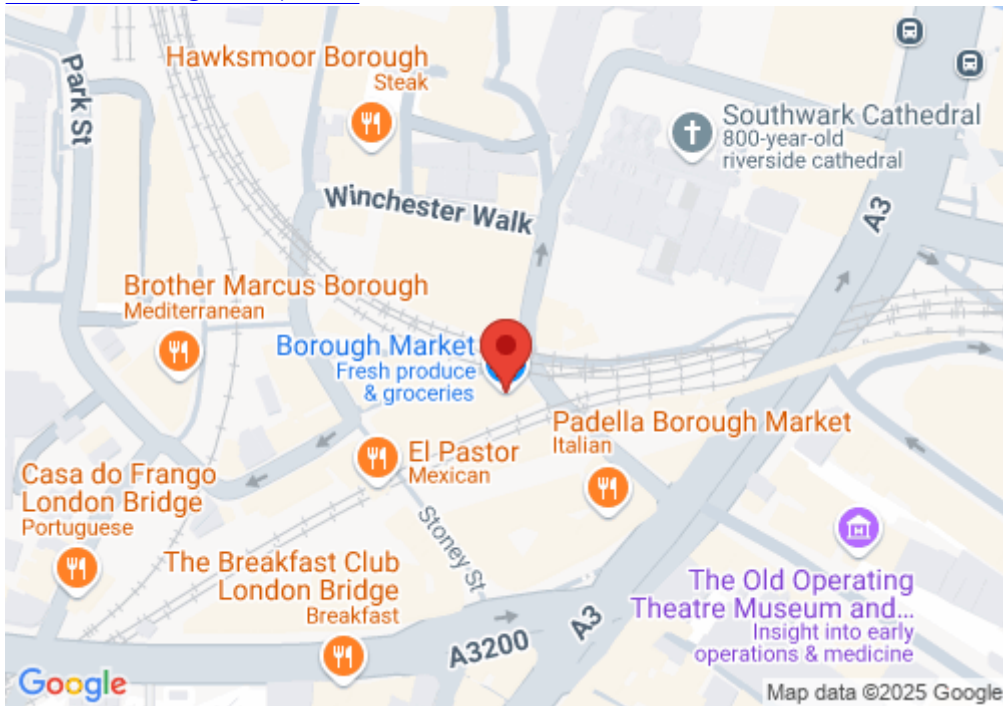 Park St
Hawksmoor Borough
Steak
Southwark Cathedral
800-year-old
riverside cathedral
Winchester Walk
A3
Brother Marcus Borough
Mediterranean
Borough Market
Fresh produce
& groceries
Padella Borough Market
Italian
El Pastor
Mexican
Casa do Frango
London Bridge
Portuguese
Stoney St
The Breakfast Club
London Bridge
Breakfast
The Old Operating
Theatre Museum and...
Insight into early
operations & medicine
A3
A3200
Google
Map data ©2025 Google